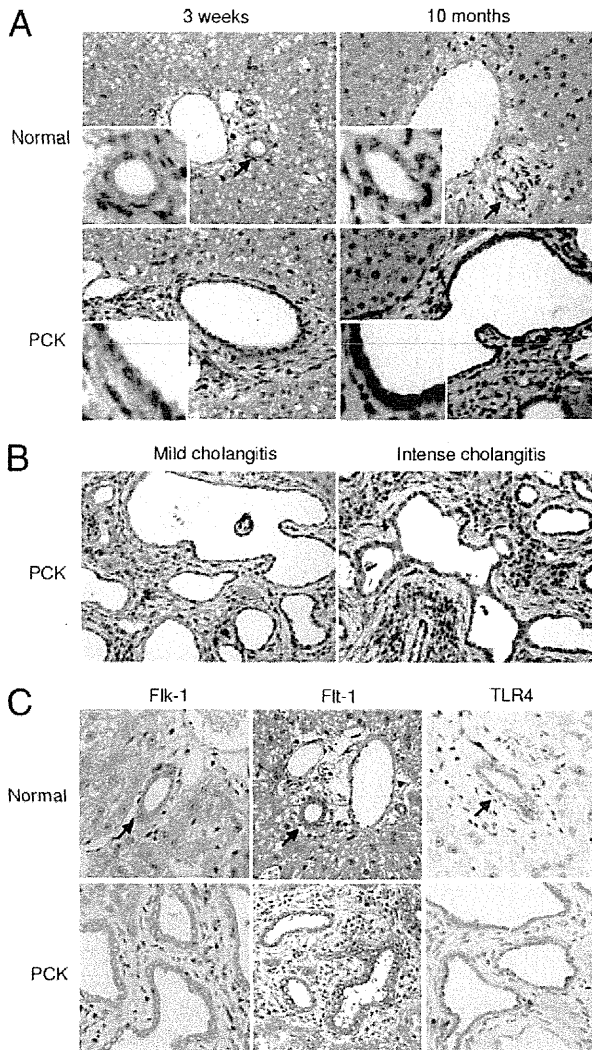 A
3 weeks
10 months
Normal
PCK
B
Mild cholangitis
Intense cholangitis
PCK
C
Flk-1
Flt-1
TLR4
Normal
PCK